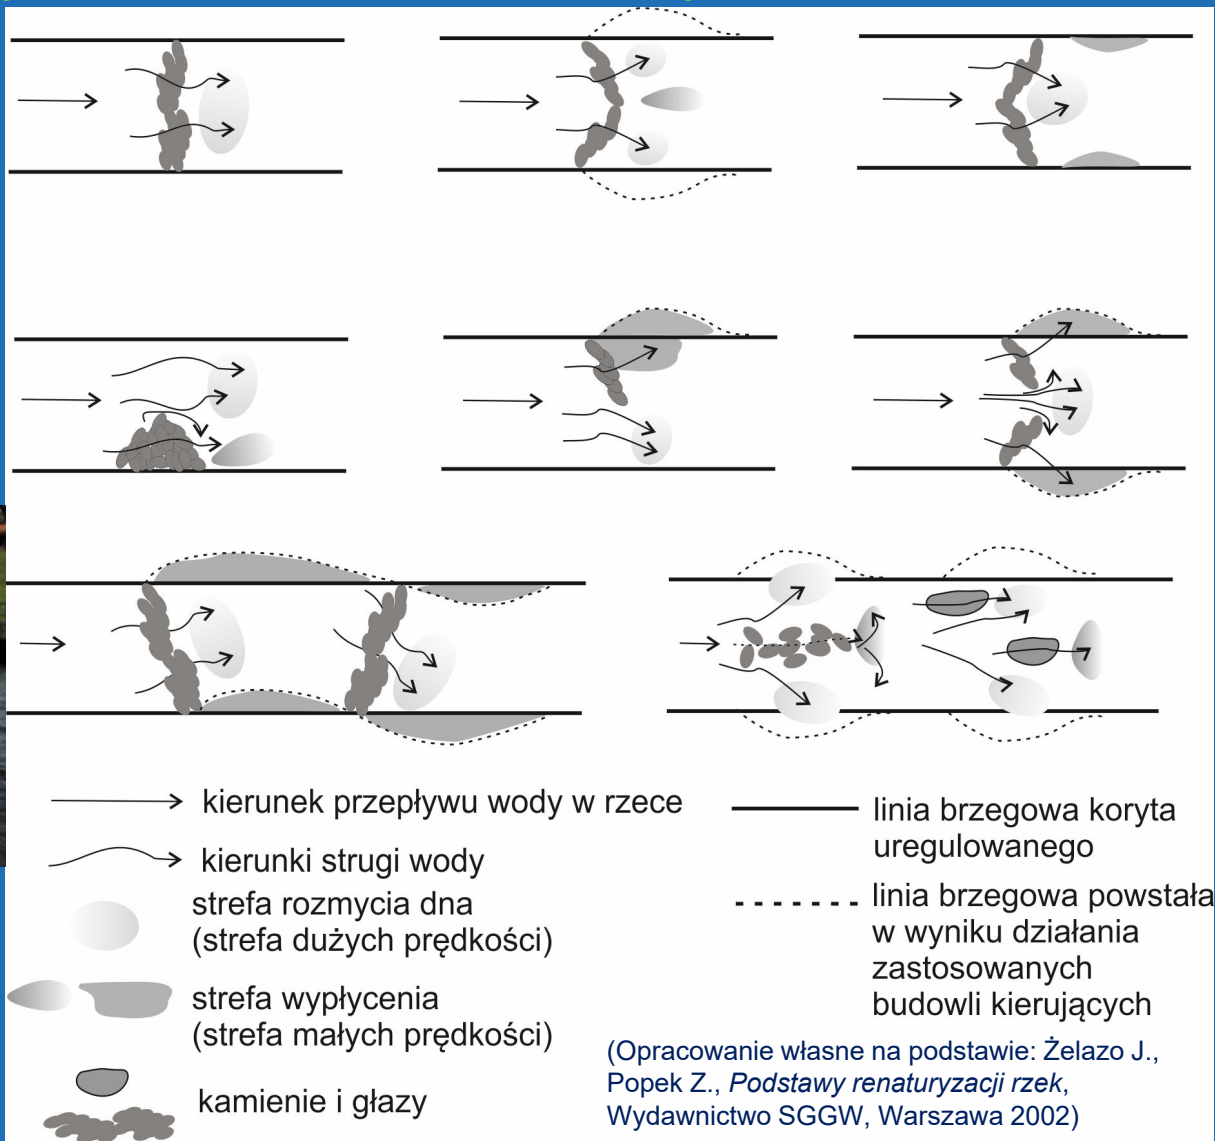 kierunek przepływu wody w rzece
kierunki strugi wody
strefa rozmycia dna
(strefa dużych prędkości)
strefa wypłycenia
(strefa małych prędkości)
kamienie i głazy
linia brzegowa koryta
uregulowanego
linia brzegowa powstała
w wyniku działania
zastosowanych
budowli kierujących
(Opracowanie własne na podstawie: Żelazo J.,
Popek Z., Podstawy renaturyzacji rzek,
Wydawnictwo SGGW, Warszawa 2002)